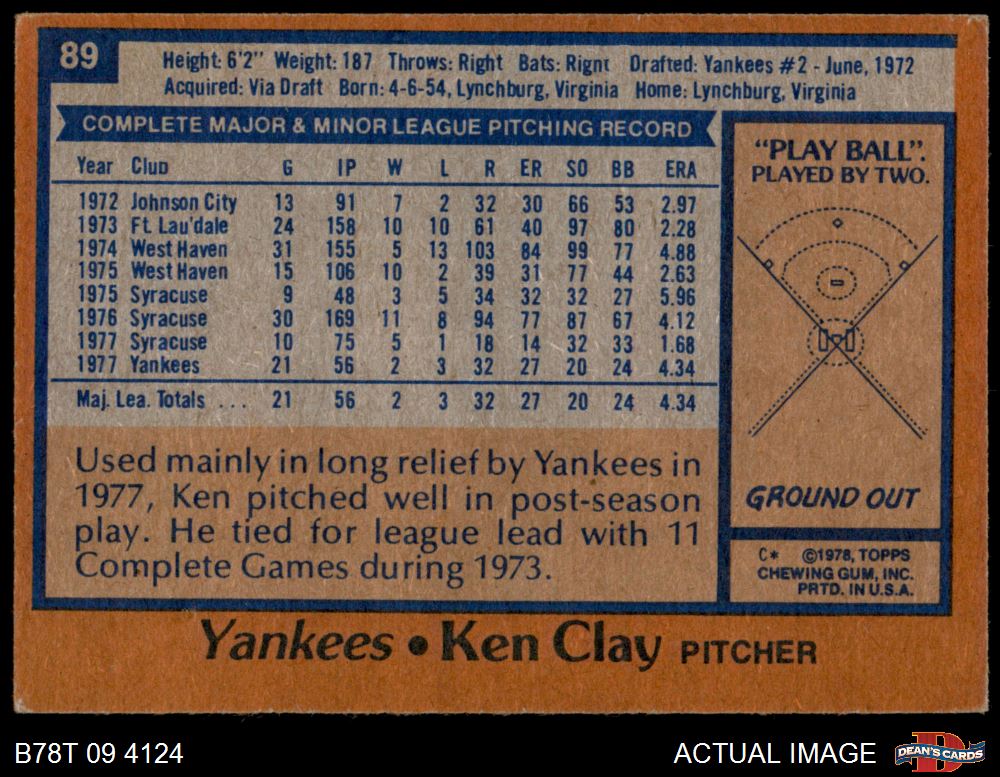 89
Height: 6'2" Weight: 187 Throws: Right Bats: Right Drafted: Yankees #2 - June, 1972
Acquired: Via Draft Born: 4-6-54, Lynchburg, Virginia Home: Lynchburg, Virginia
COMPLETE MAJOR & MINOR LEAGUE PITCHING RECORD
Year Club G IP W L R ER SO BB ERA
1972 Johnson City 13 91 7 2 32 30 66 53 2.97
1973 Ft. Lau'dale 24 158 10 10 61 40 97 80 2.28
1974 West Haven 31 155 5 13 103 84 99 77 4.88
1975 West Haven 15 106 10 2 39 31 77 44 2.63
1975 Syracuse 9 48 3 5 34 32 32 27 5.96
1976 Syracuse 30 169 11 8 94 77 87 67 4.12
1977 Syracuse 10 75 5 1 18 14 32 33 1.68
1977 Yankees 21 56 2 3 32 27 20 24 4.34
Maj. Lea. Totals ... 21 56 2 3 32 27 20 24 4.34
Used mainly in long relief by Yankees in
1977, Ken pitched well in post-season
play. He tied for league lead with 11
Complete Games during 1973.
"PLAY BALL".
PLAYED BY TWO.
GROUND OUT
C* ©1978, TOPPS
CHEWING GUM, INC.
PRTD. IN U.S.A.
Yankees • Ken Clay PITCHER
B78T 09 4124
ACTUAL IMAGE
D
DEAN'S CARDS